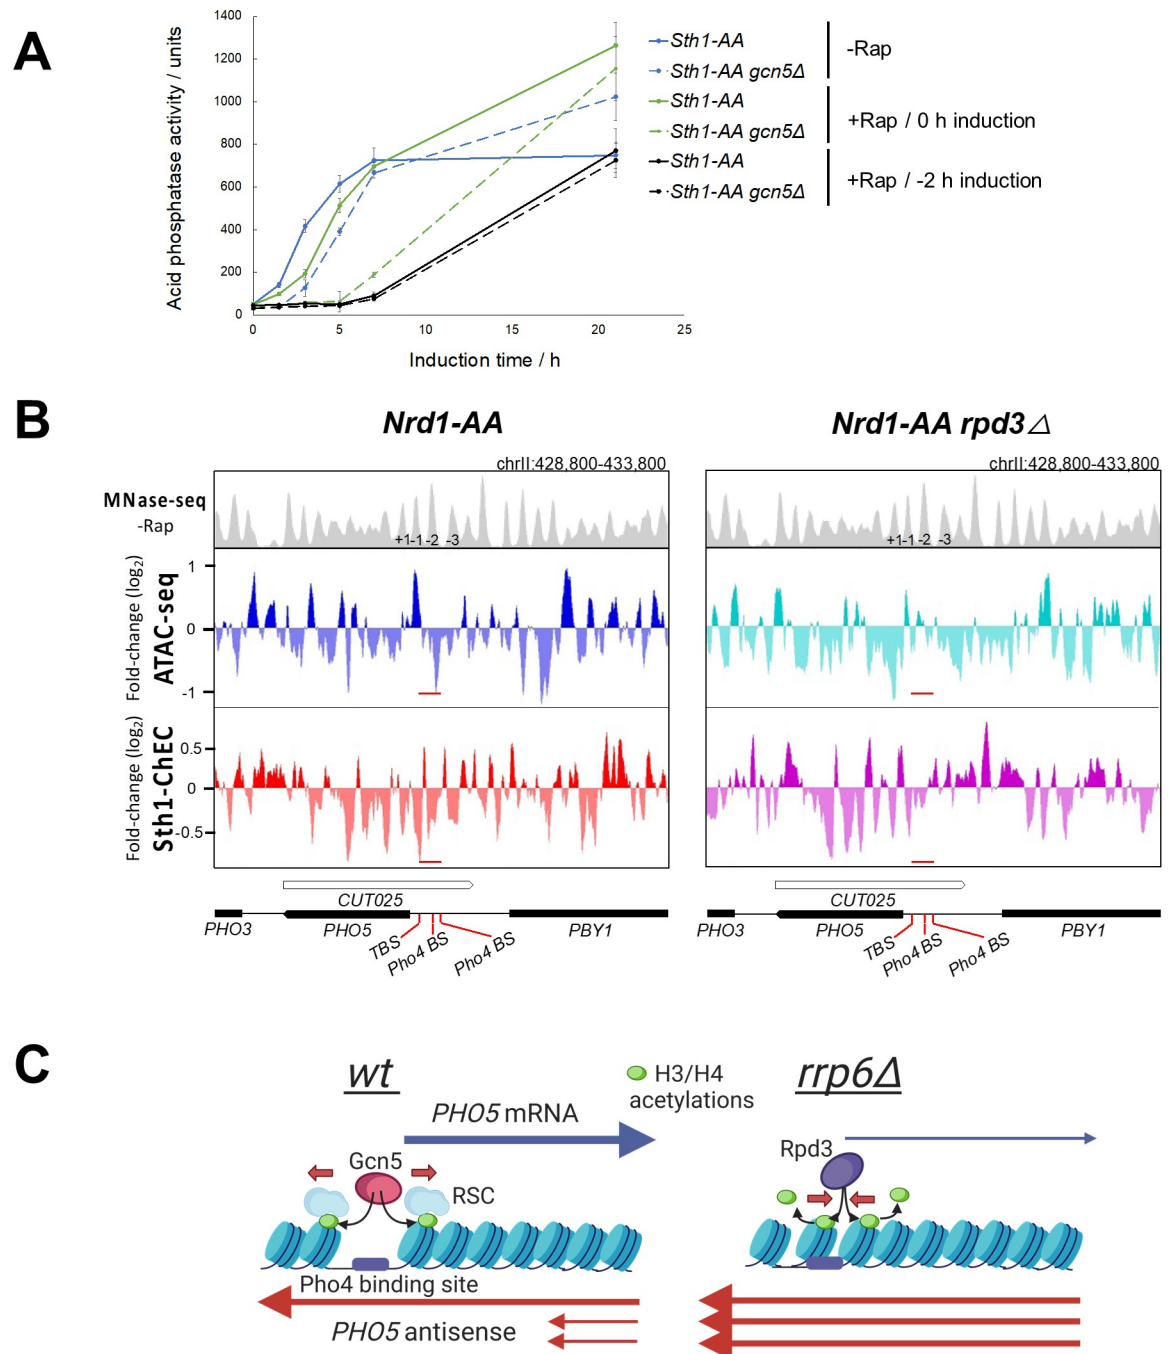 A
Acid phosphatase activity / units
1400
1200
1000
800
600
400
200
0
0
5
10
15
20
25
Induction time / h
Sth1-AA
Sth1-AA gcn5Δ
-Rap
Sth1-AA
Sth1-AA gcn5Δ
+Rap / 0 h induction
Sth1-AA
Sth1-AA gcn5Δ
+Rap / -2 h induction
B
Nrd1-AA
Nrd1-AA rpd3△
chrII:428,800-433,800
chrII:428,800-433,800
MNase-seq
-Rap
+1 -1 -2 -3
+1 -1 -2 -3
Fold-change (log2)
ATAC-seq
1
0
-1
Fold-change (log2)
Sth1-ChEC
0.5
0
-0.5
CUT025
PHO3
PHO5
TBS
Pho4 BS
Pho4 BS
PBY1
CUT025
PHO3
PHO5
TBS
Pho4 BS
Pho4 BS
PBY1
C
wt
H3/H4
acetylations
rrp6Δ
PHO5 mRNA
Gcn5
RSC
Rpd3
Pho4 binding site
PHO5 antisense